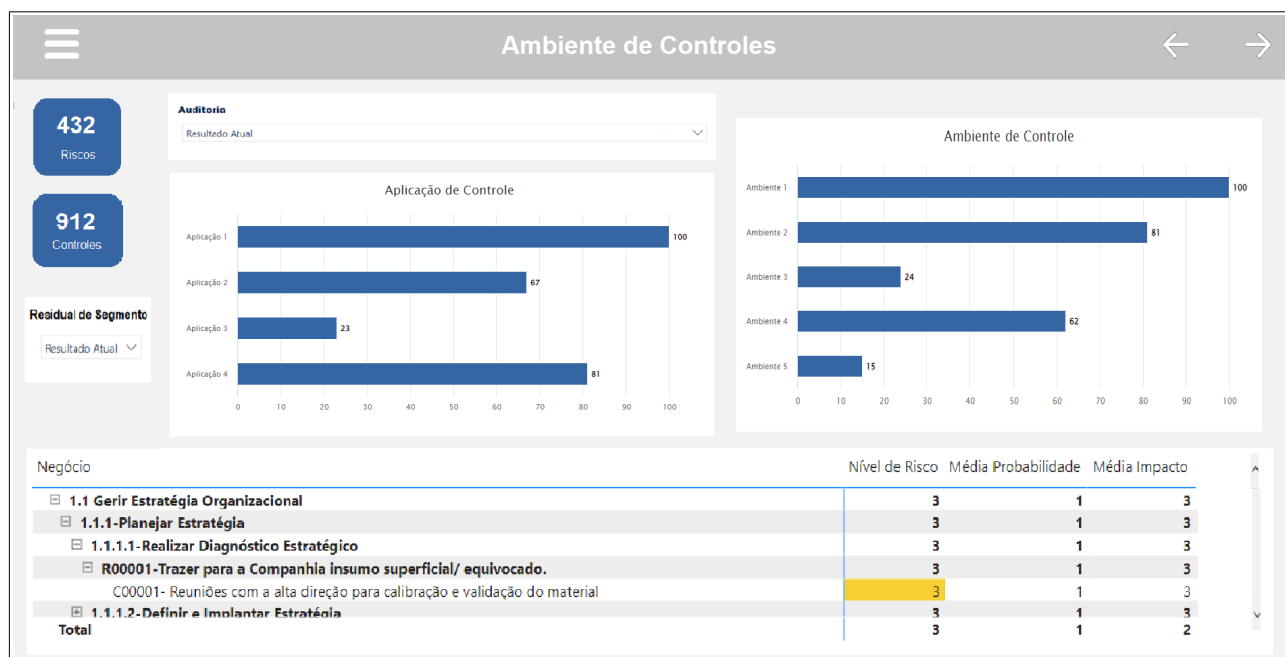 Ambiente de Controles
432
Riscos
912
Controles
Residual de Segmento
Resultado Atual
Auditoria
Resultado Atual
Aplicação de Controle
Aplicação 1
100
Aplicação 2
67
Aplicação 3
23
Aplicação 4
81
0 10 20 30 40 50 60 70 80 90 100
Ambiente de Controle
Ambiente 1
100
Ambiente 2
81
Ambiente 3
24
Ambiente 4
62
Ambiente 5
15
0 10 20 30 40 50 60 70 80 90 100
Negócio Nível de Risco Média Probabilidade Média Impacto
1.1 Gerir Estratégia Organizacional 3 1 3
1.1.1-Planejar Estratégia 3 1 3
1.1.1.1-Realizar Diagnóstico Estratégico 3 1 3
R00001-Trazer para a Companhia insumo superficial/ equivocado. 3 1 3
C00001- Reuniões com a alta direção para calibração e validação do material 3 1 3
1.1.1.2-Definir e Implantar Estratégia 3 1 3
Total 3 1 2